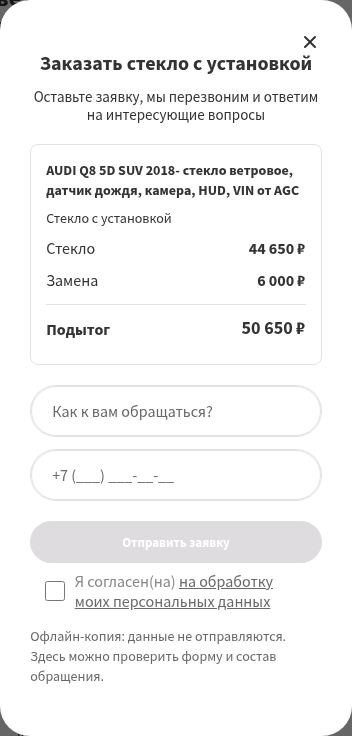 Заказать стекло с установкой
Оставьте заявку, мы перезвоним и ответим
на интересующие вопросы
AUDI Q8 5D SUV 2018- стекло ветровое,
датчик дождя, камера, HUD, VIN от AGC
Стекло с установкой
Стекло 44 650 ₽
Замена 6 000 ₽
Подытог 50 650 ₽
Как к вам обращаться?
+7 (___) ___-__-__
Отправить заявку
Я согласен(на) на обработку
моих персональных данных
Офлайн-копия: данные не отправляются.
Здесь можно проверить форму и состав
обращения.